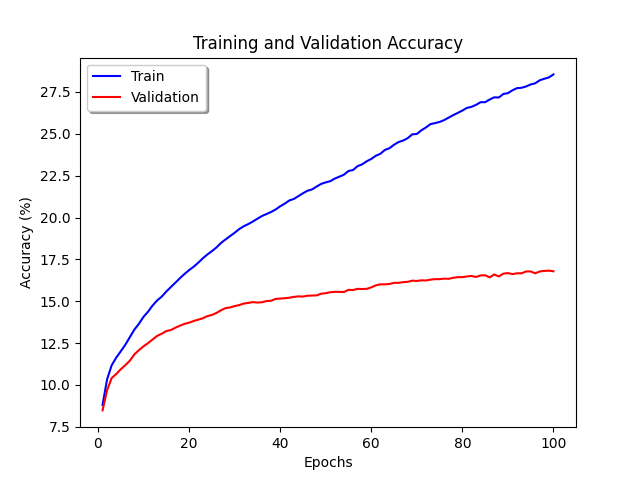 Training and Validation Accuracy
Train
Validation
27.5
25.0
22.5
20.0
17.5
15.0
12.5
10.0
7.5
Accuracy (%)
0 20 40 60 80 100
Epochs